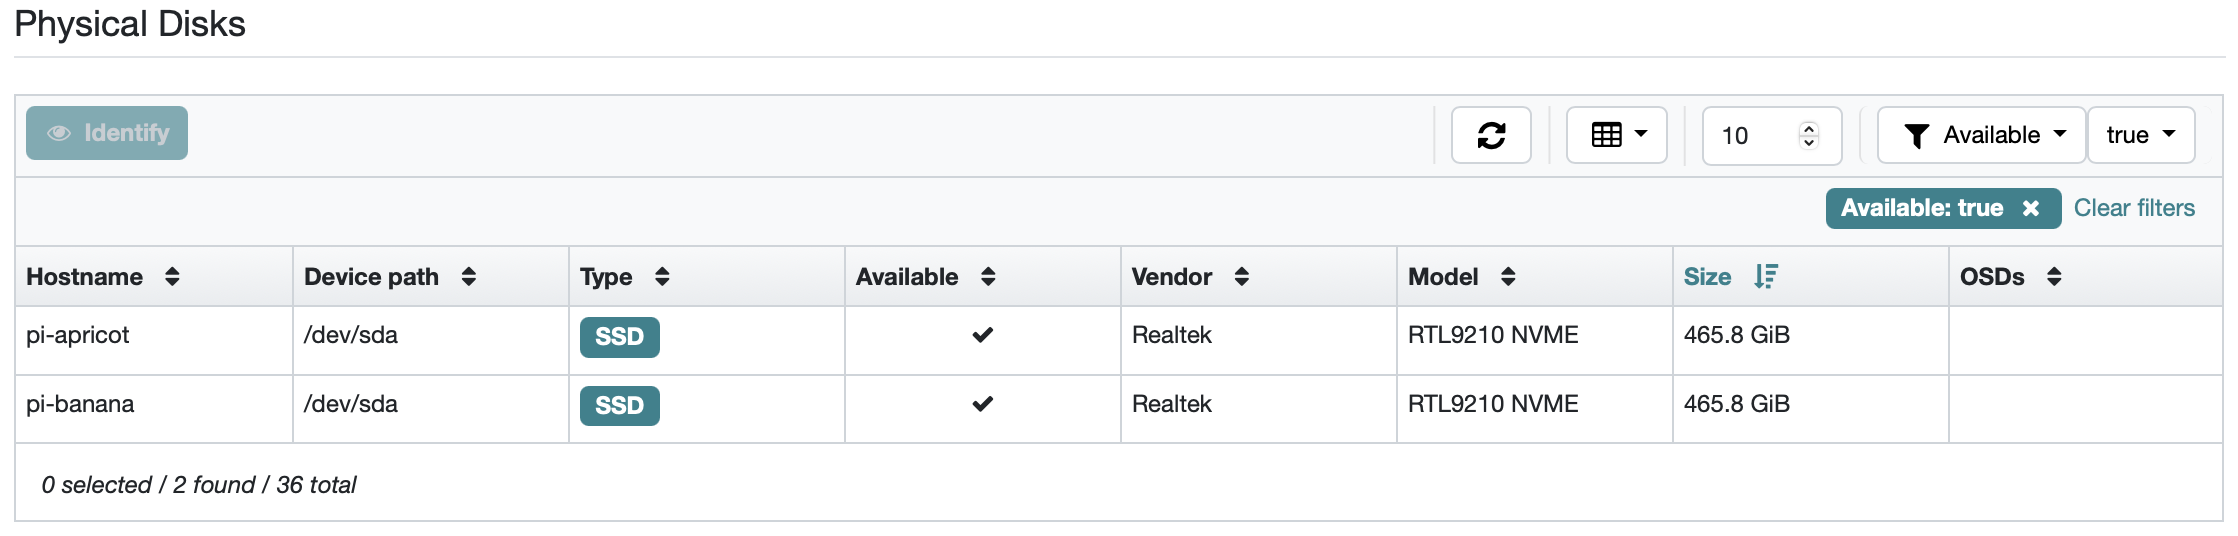 Physical Disks
Identify 10 Available true
Available: true Clear filters
Hostname Device path Type Available Vendor Model Size OSDs
pi-apricot /dev/sda SSD Realtek RTL9210 NVME 465.8 GiB
pi-banana /dev/sda SSD Realtek RTL9210 NVME 465.8 GiB
0 selected / 2 found / 36 total